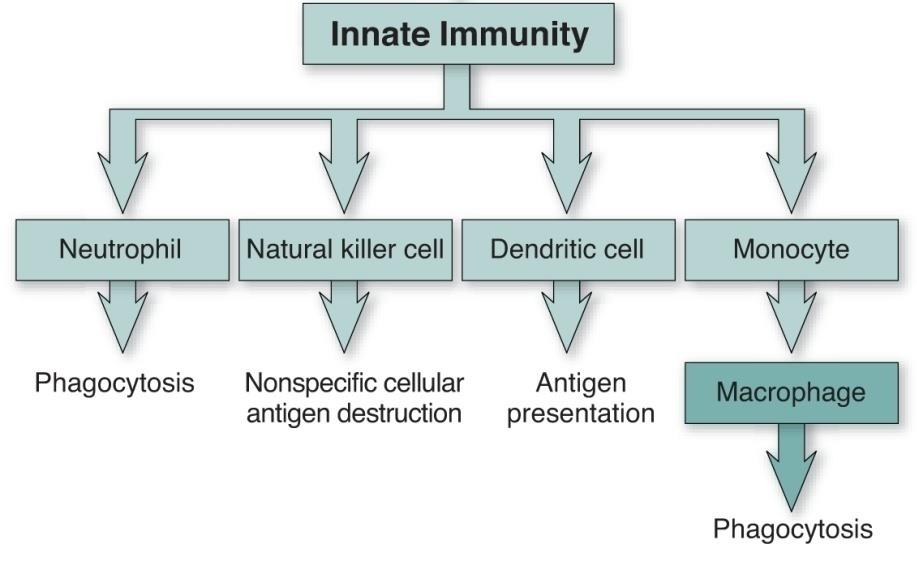 Innate Immunity
Neutrophil
Natural killer cell
Dendritic cell
Monocyte
Phagocytosis
Nonspecific cellular
antigen destruction
Antigen
presentation
Macrophage
Phagocytosis